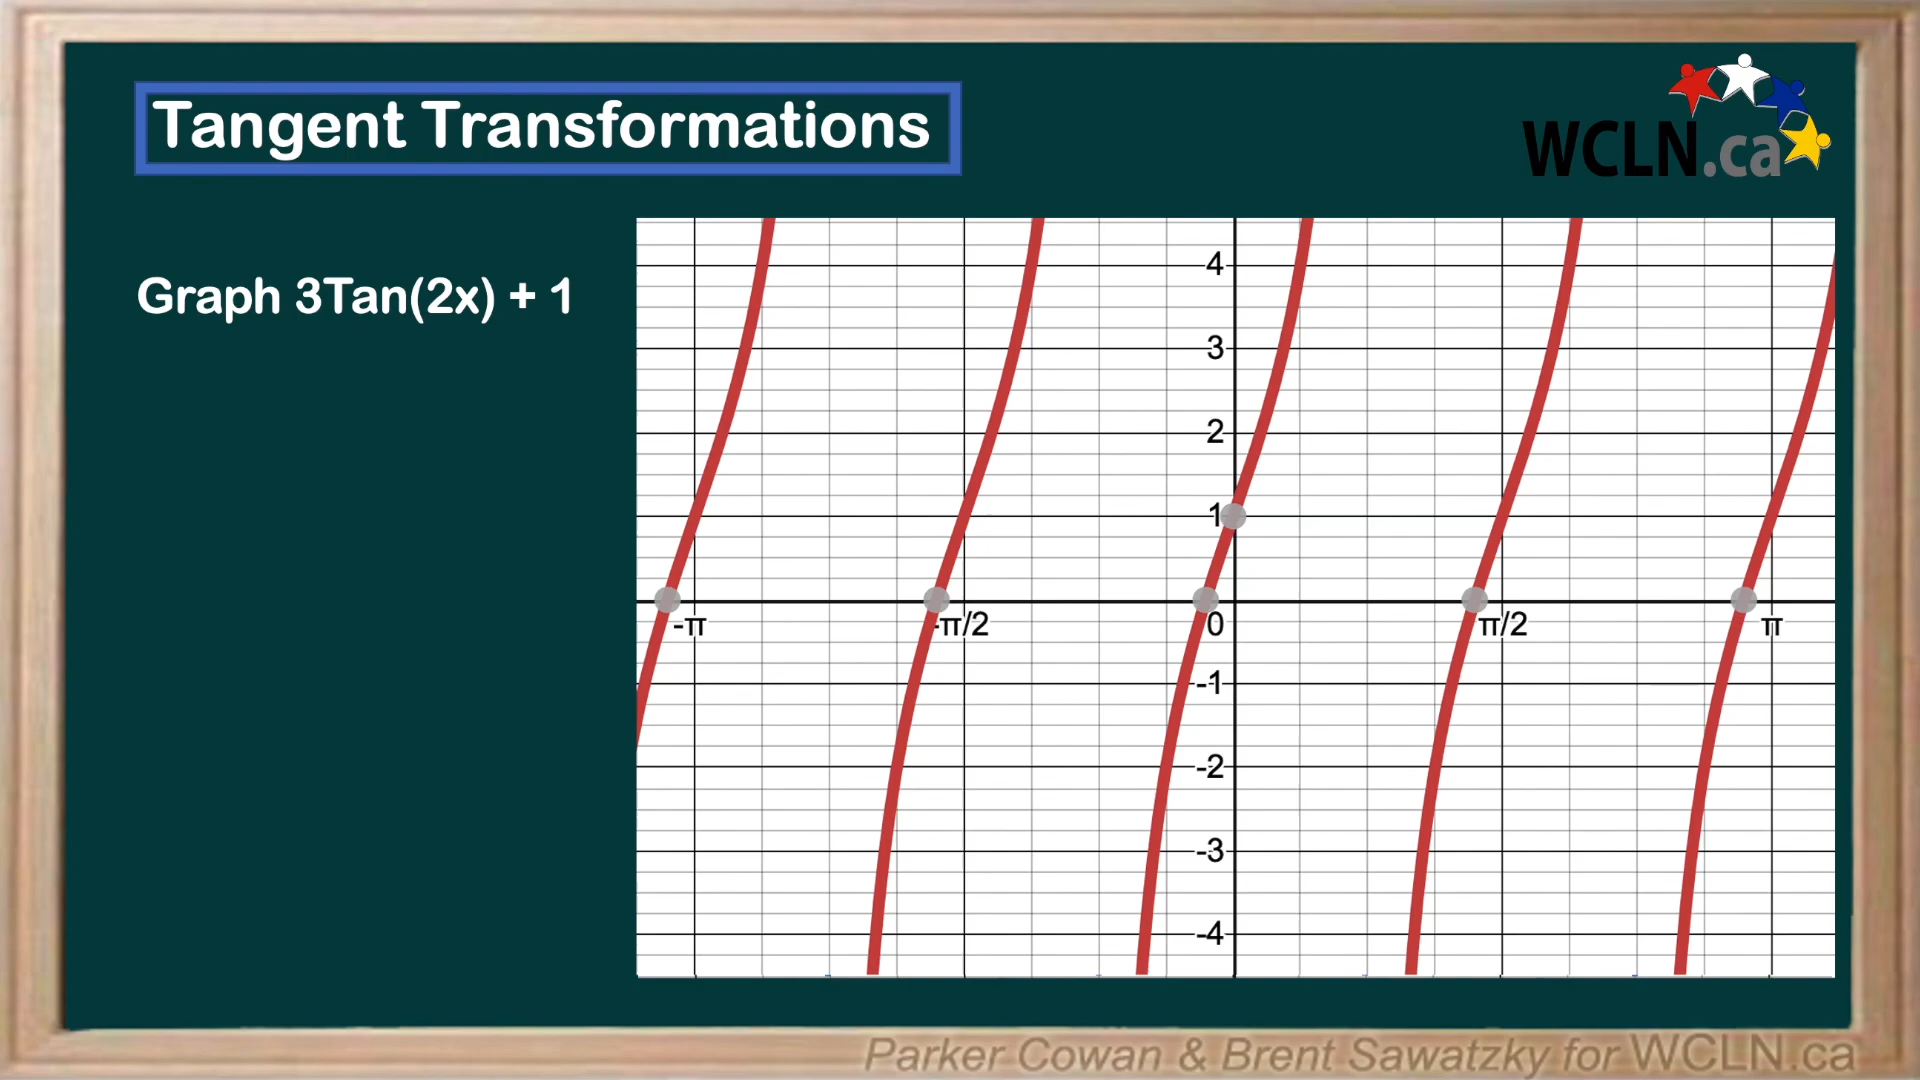 Tangent Transformations
WCLN.ca
Graph 3Tan(2x) + 1
4
3
2
1
-π
-π/2
0
π/2
π
-1
-2
-3
-4
Parker Cowan & Brent Sawatzky for WCLN.ca